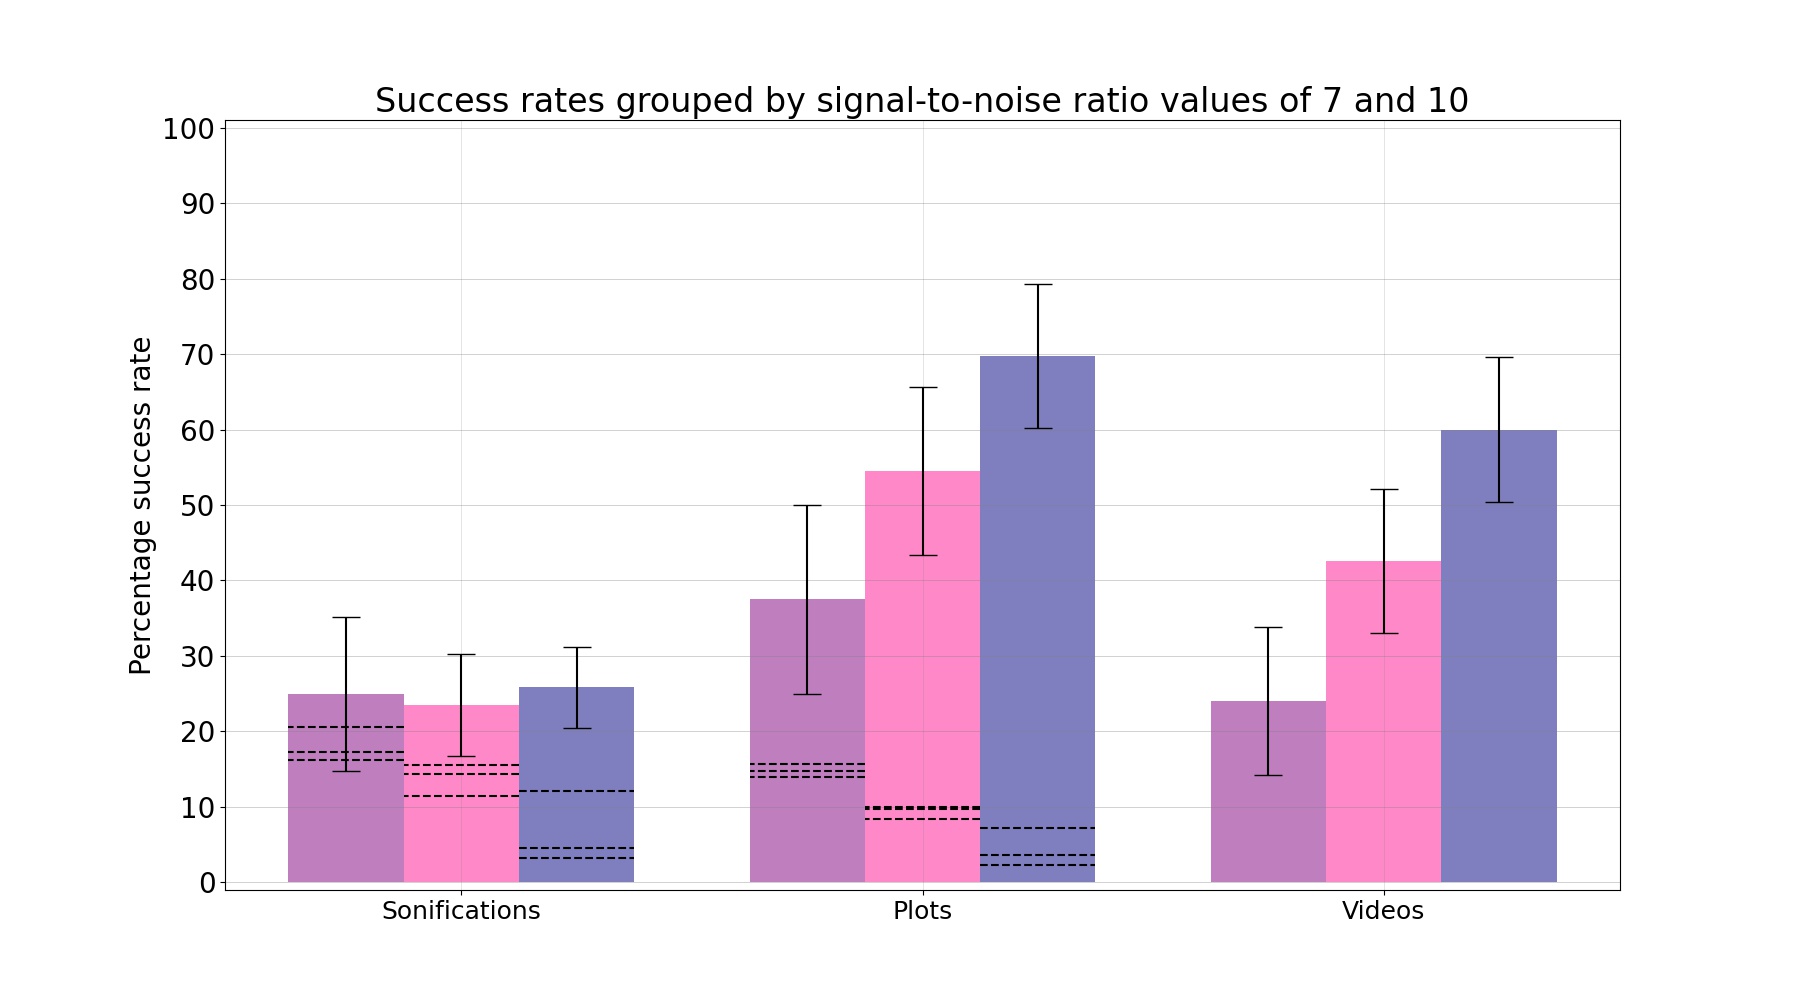 Success rates grouped by signal-to-noise ratio values of 7 and 10
100
90
80
70
60
50
40
30
20
10
0
Percentage success rate
Sonifications
Plots
Videos